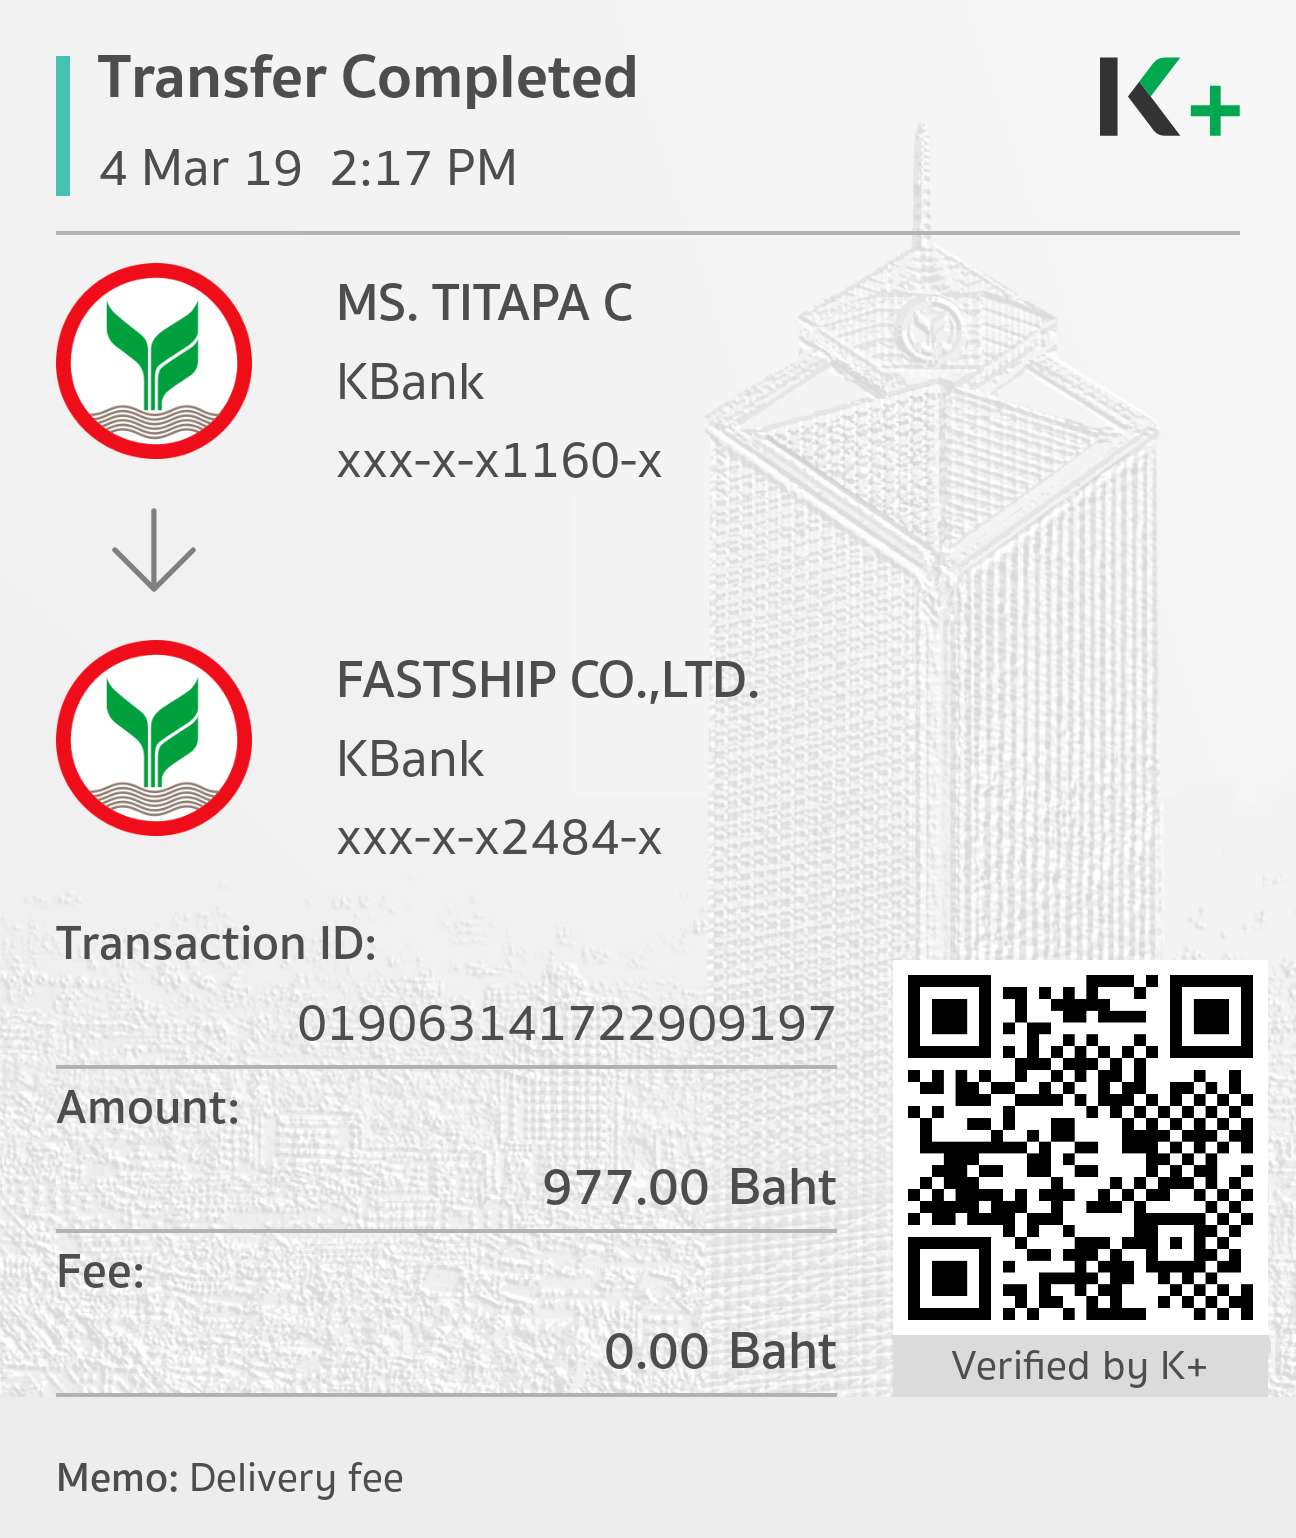 Transfer Completed
4 Mar 19 2:17 PM
K+
MS. TITAPA C
KBank
xxx-x-x1160-x
FASTSHIP CO.,LTD.
KBank
xxx-x-x2484-x
Transaction ID:
019063141722909197
Amount:
977.00 Baht
Fee:
0.00 Baht
Verified by K+
Memo: Delivery fee